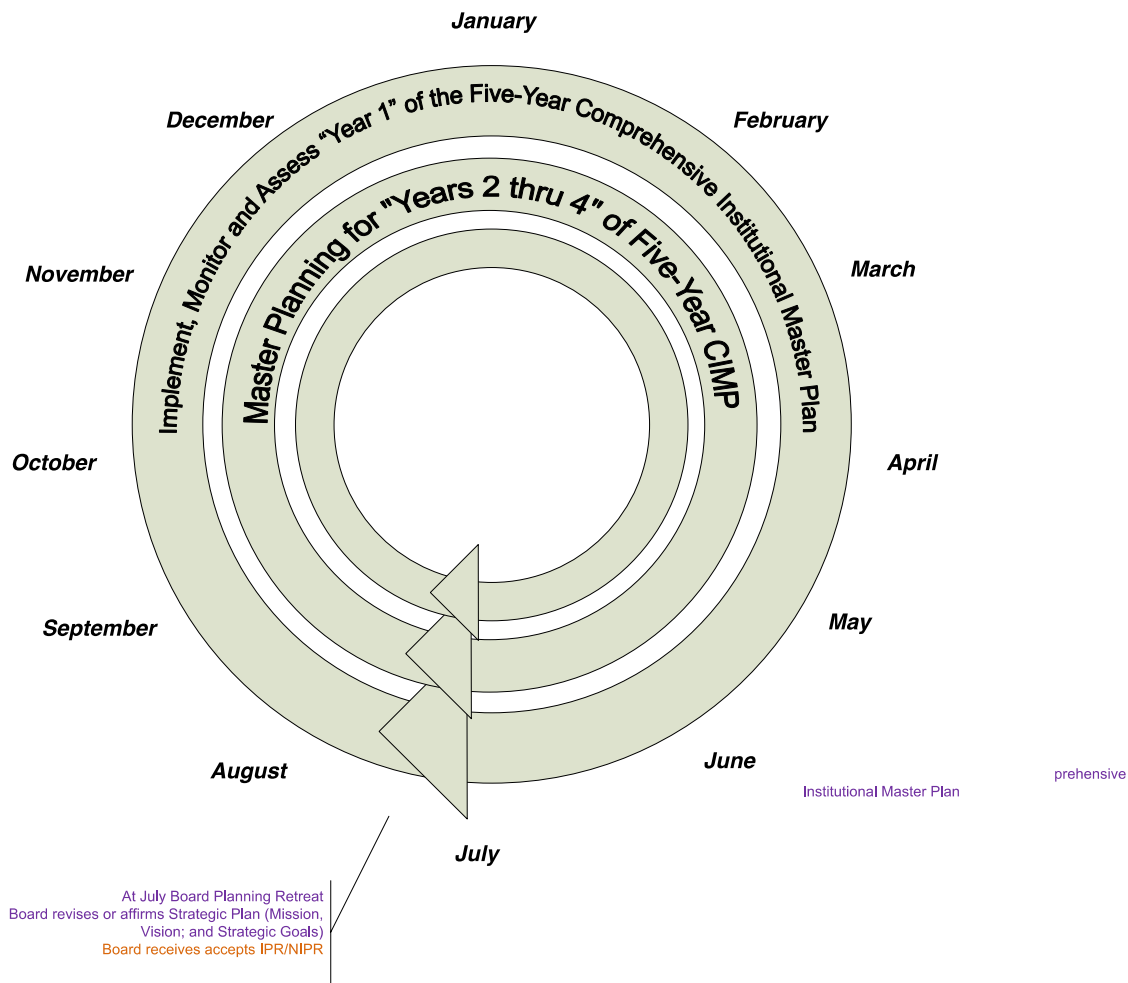 January
December
February
Implement, Monitor and Assess “Year 1” of the Five-Year Comprehensive Institutional Master Plan
Master Planning for "Years 2 thru 4" of Five-Year CIMP
November
March
October
April
September
May
August
June
prehensive
Institutional Master Plan
July
At July Board Planning Retreat
Board revises or affirms Strategic Plan (Mission,
Vision; and Strategic Goals)
Board receives accepts IPR/NIPR